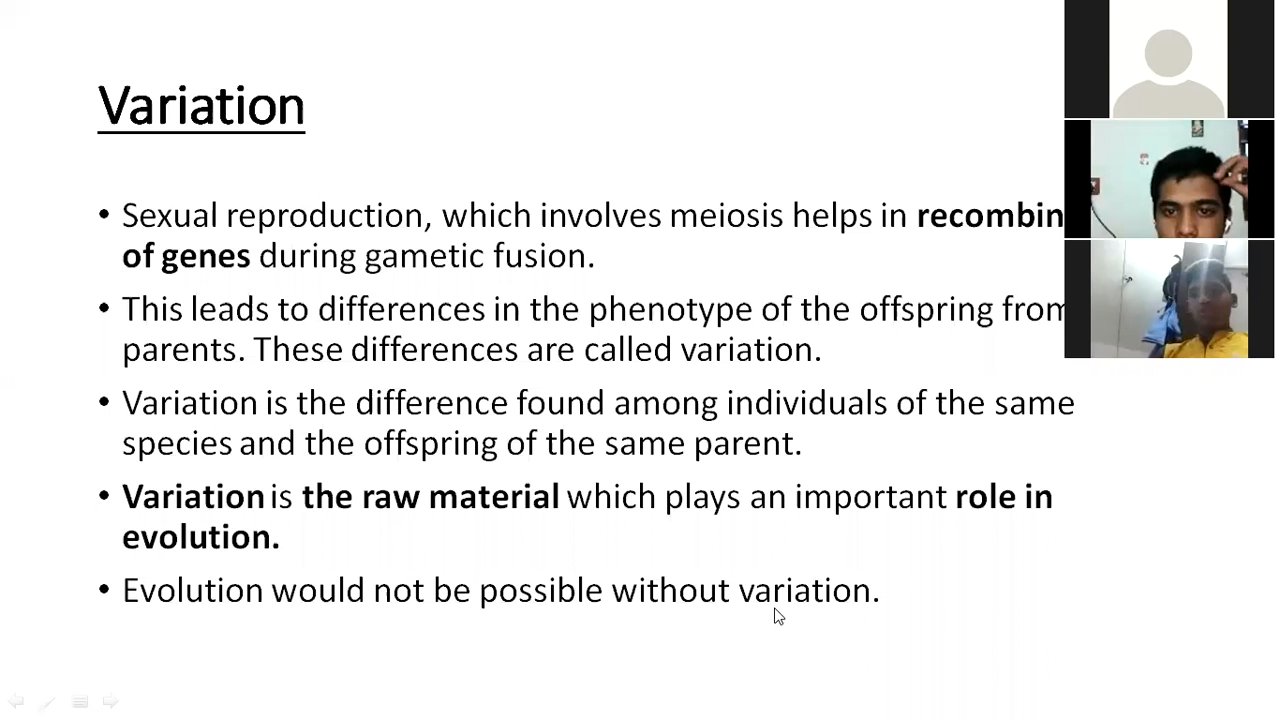 Variation
• Sexual reproduction, which involves meiosis helps in recombin
of genes during gametic fusion.
• This leads to differences in the phenotype of the offspring from
parents. These differences are called variation.
• Variation is the difference found among individuals of the same
species and the offspring of the same parent.
• Variation is the raw material which plays an important role in
evolution.
• Evolution would not be possible without variation.